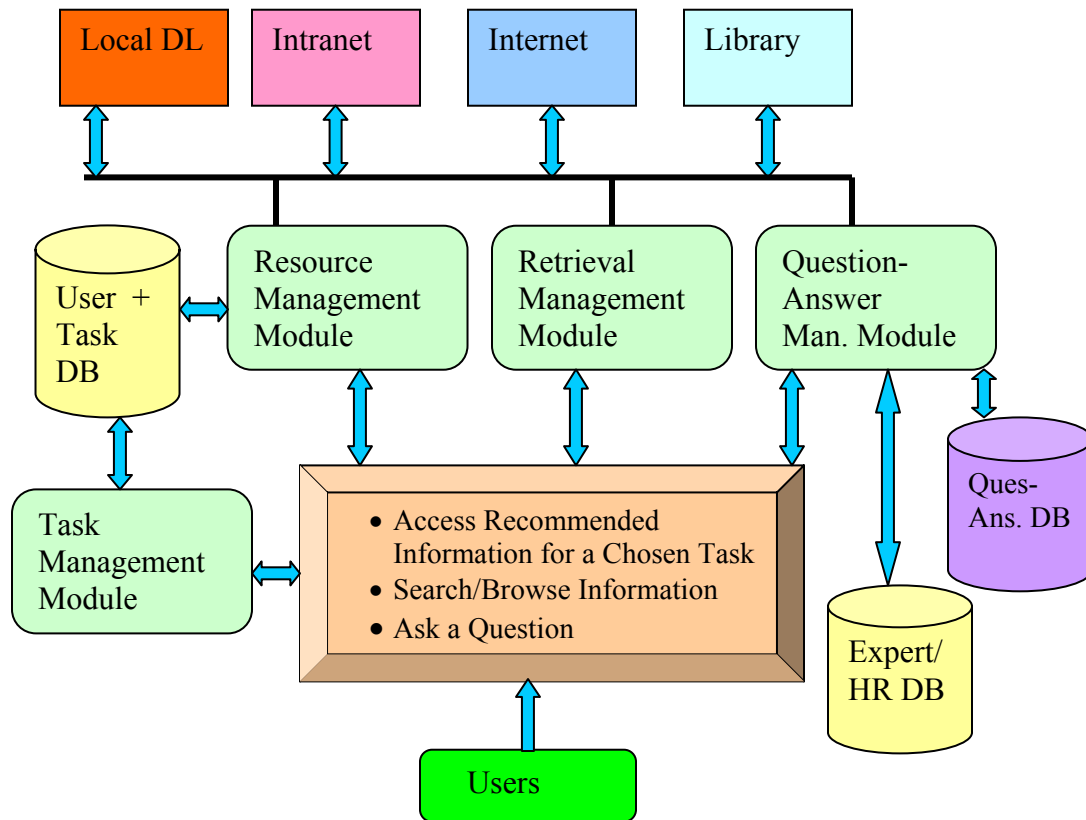 Local DL
Intranet
Internet
Library
User +
Task
DB
Resource
Management
Module
Retrieval
Management
Module
Question-
Answer
Man. Module
Task
Management
Module
• Access Recommended
Information for a Chosen Task
• Search/Browse Information
• Ask a Question
Ques-
Ans. DB
Expert/
HR DB
Users